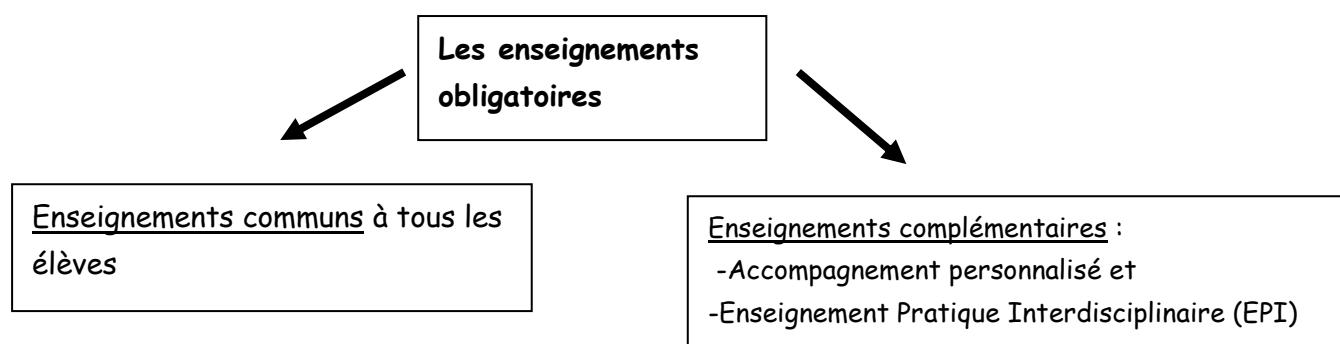 Les enseignements
obligatoires
Enseignements communs à tous les
élèves
Enseignements complémentaires :
-Accompagnement personnalisé et
-Enseignement Pratique Interdisciplinaire (EPI)